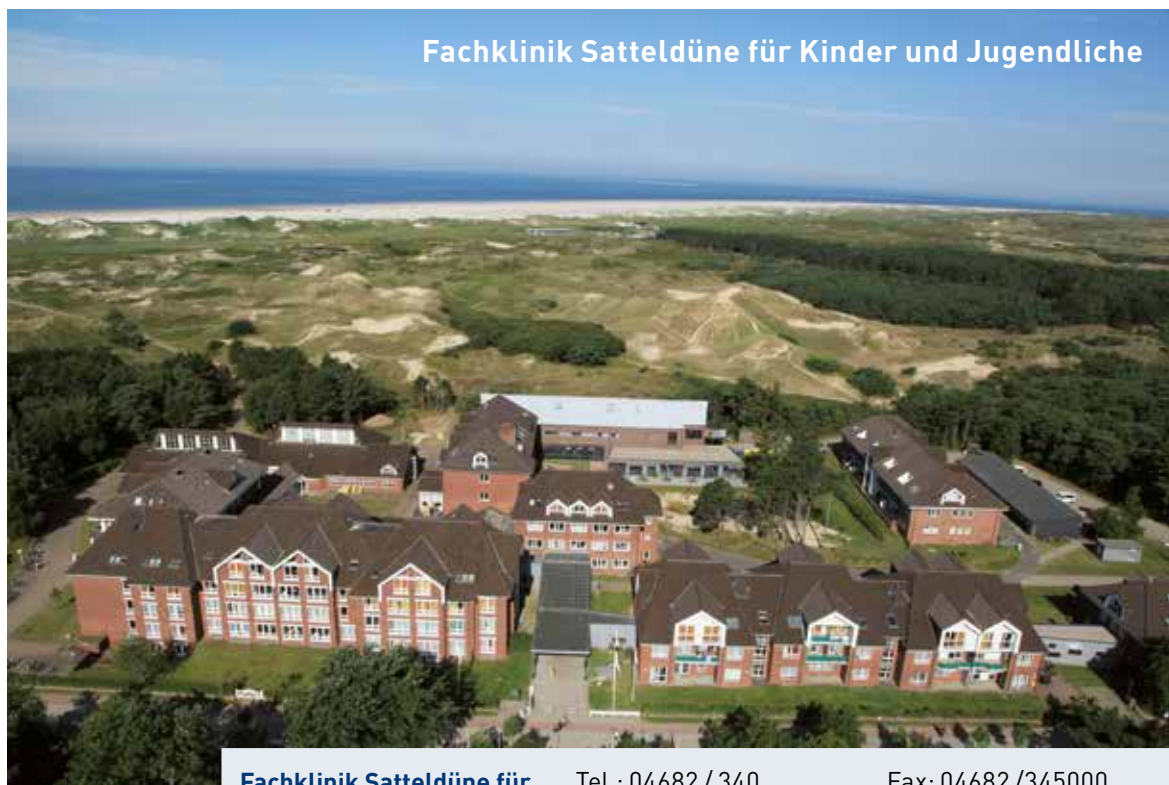 Fachklinik Satteldüne für Kinder und Jugendliche
Fachklinik Satteldüne für Tel.: 04682 / 340 Fax: 04682 /345000